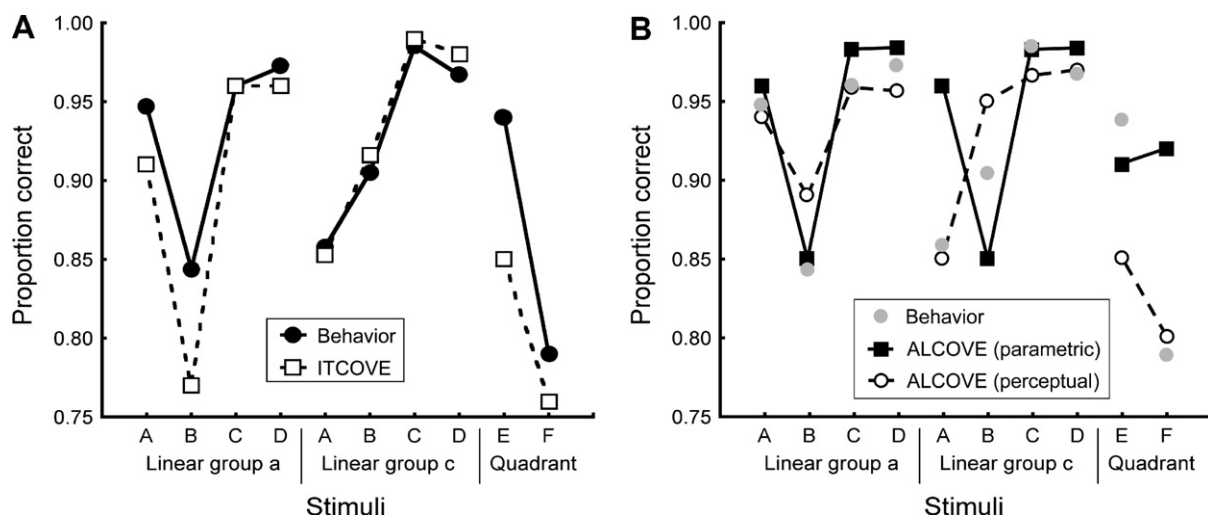 A
Proportion correct
1.00
0.95
0.90
0.85
0.80
0.75
Behavior
ITCOVE
A B C D A B C D E F
Linear group a Linear group c Quadrant
Stimuli
B
Proportion correct
1.00
0.95
0.90
0.85
0.80
0.75
Behavior
ALCOVE (parametric)
ALCOVE (perceptual)
A B C D A B C D E F
Linear group a Linear group c Quadrant
Stimuli